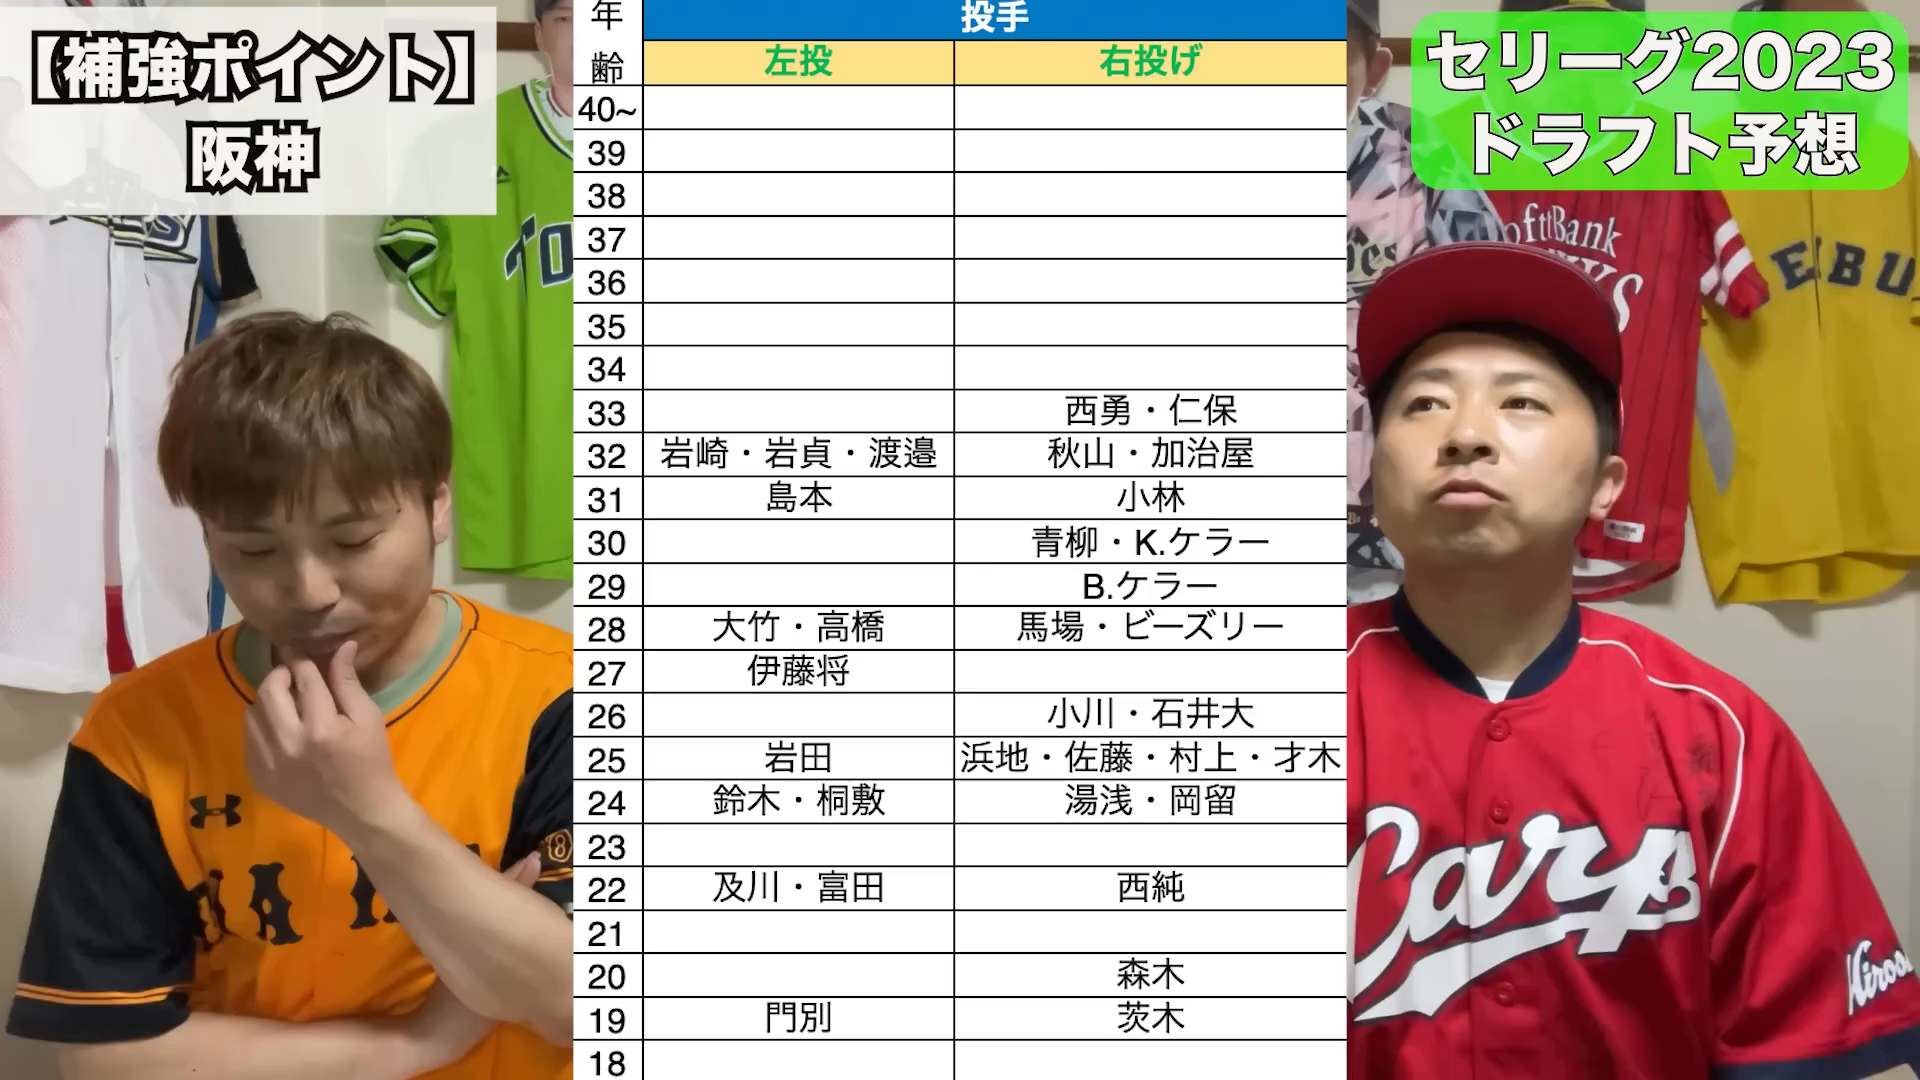 【補強ポイント】
阪神
セリーグ2023
ドラフト予想
年齢 投手
左投 右投げ
40~
39
38
37
36
35
34
33 西勇・仁保
32 岩崎・岩貞・渡邉 秋山・加治屋
31 島本 小林
30 青柳・K.ケラー
29 B.ケラー
28 大竹・高橋 馬場・ビーズリー
27 伊藤将
26 小川・石井大
25 岩田 浜地・佐藤・村上・才木
24 鈴木・桐敷 湯浅・岡留
23
22 及川・富田 西純
21
20 森木
19 門別 茨木
18
SoftBank
Carp